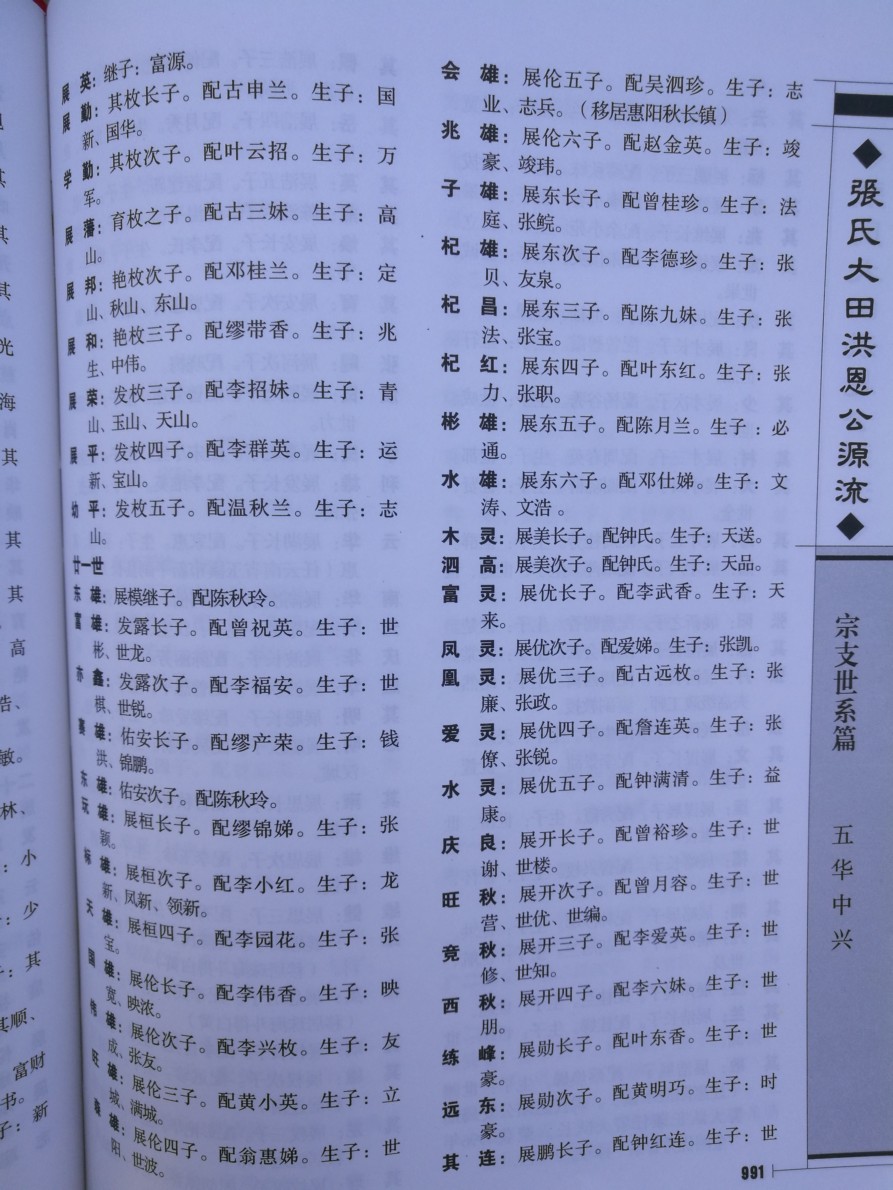 展英：继子：富源。
展勤：其枚长子。配古申兰。生子：国
新、国华。
学勤：其枚次子。配叶云招。生子：万
军。
展藩：育枚之子。配古三妹。生子：高
山。
展邦：艳枚次子。配邓桂兰。生子：定
山、秋山、东山。
展和：艳枚三子。配缪带香。生子：兆
生、中伟。
展荣：发枚三子。配李招妹。生子：青
山、玉山、天山。
展平：发枚四子。配李群英。生子：运
新、宝山。
幼平：发枚五子。配温秋兰。生子：志
山。
廿一世
东雄：展模继子。配陈秋玲。
富雄：发露长子。配曾祝英。生子：世
彬、世龙。
亦鑫：发露次子。配李福安。生子：世
棋、世锐。
赛雄：佑安长子。配缪产荣。生子：钱
洪、锦鹏。
东雄：佑安次子。配陈秋玲。
玩雄：展桓长子。配缪锦娣。生子：张
颖。
标雄：展桓次子。配李小红。生子：龙
新、凤新、领新。
天雄：展桓四子。配李园花。生子：张
宝。
国雄：展伦长子。配李伟香。生子：映
宽、映浓。
伟雄：展伦次子。配李兴枚。生子：友
成、张友。
旺雄：展伦三子。配黄小英。生子：立
城、满城。
雄：展伦四子。配翁惠娣。生子：世
阳、世波。
会雄：展伦五子。配吴泗珍。生子：志
业、志兵。（移居惠阳秋长镇）
兆雄：展伦六子。配赵金英。生子：竣
豪、竣玮。
子雄：展东长子。配曾桂珍。生子：法
庭、张鲩。
杞雄：展东次子。配李德珍。生子：张
贝、友泉。
杞昌：展东三子。配陈九妹。生子：张
法、张宝。
杞红：展东四子。配叶东红。生子：张
力、张职。
彬雄：展东五子。配陈月兰。生子：必
通。
水雄：展东六子。配邓仕娣。生子：文
涛、文浩。
木灵：展美长子。配钟氏。生子：天送。
泗高：展美次子。配钟氏。生子：天品。
富灵：展优长子。配李武香。生子：天
来。
凤灵：展优次子。配爱娣。生子：张凯。
凰灵：展优三子。配古远枚。生子：张
廉、张政。
爱灵：展优四子。配詹连英。生子：张
僚、张锐。
水灵：展优五子。配钟满清。生子：益
康。
庆良：展开长子。配曾裕珍。生子：世
谢、世楼。
旺秋：展开次子。配曾月容。生子：世
营、世优、世编。
竞秋：展开三子。配李爱英。生子：世
修、世知。
西秋：展开四子。配李六妹。生子：世
朋。
练峰：展勋长子。配叶东香。生子：世
豪。
远东：展勋次子。配黄明巧。生子：时
豪。
其连：展鹏长子。配钟红连。生子：世
991
◆張氏大田洪恩公源流◆
宗支世系篇
五华中兴
其
其
光
海
其
其
其
高
敏。
林、
：小
：少
：其
其顺、
富财
书。
子：新